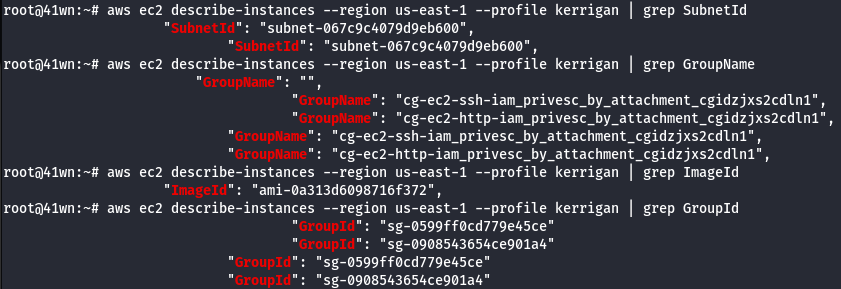 root@41wn:~# aws ec2 describe-instances --region us-east-1 --profile kerrigan | grep SubnetId
"SubnetId": "subnet-067c9c4079d9eb600",
"SubnetId": "subnet-067c9c4079d9eb600",
root@41wn:~# aws ec2 describe-instances --region us-east-1 --profile kerrigan | grep GroupName
"GroupName": "",
"GroupName": "cg-ec2-ssh-iam_privesc_by_attachment_cgidzjxs2cdln1",
"GroupName": "cg-ec2-http-iam_privesc_by_attachment_cgidzjxs2cdln1",
"GroupName": "cg-ec2-ssh-iam_privesc_by_attachment_cgidzjxs2cdln1",
"GroupName": "cg-ec2-http-iam_privesc_by_attachment_cgidzjxs2cdln1",
root@41wn:~# aws ec2 describe-instances --region us-east-1 --profile kerrigan | grep ImageId
"ImageId": "ami-0a313d6098716f372",
root@41wn:~# aws ec2 describe-instances --region us-east-1 --profile kerrigan | grep GroupId
"GroupId": "sg-0599ff0cd779e45ce"
"GroupId": "sg-0908543654ce901a4"
"GroupId": "sg-0599ff0cd779e45ce"
"GroupId": "sg-0908543654ce901a4"